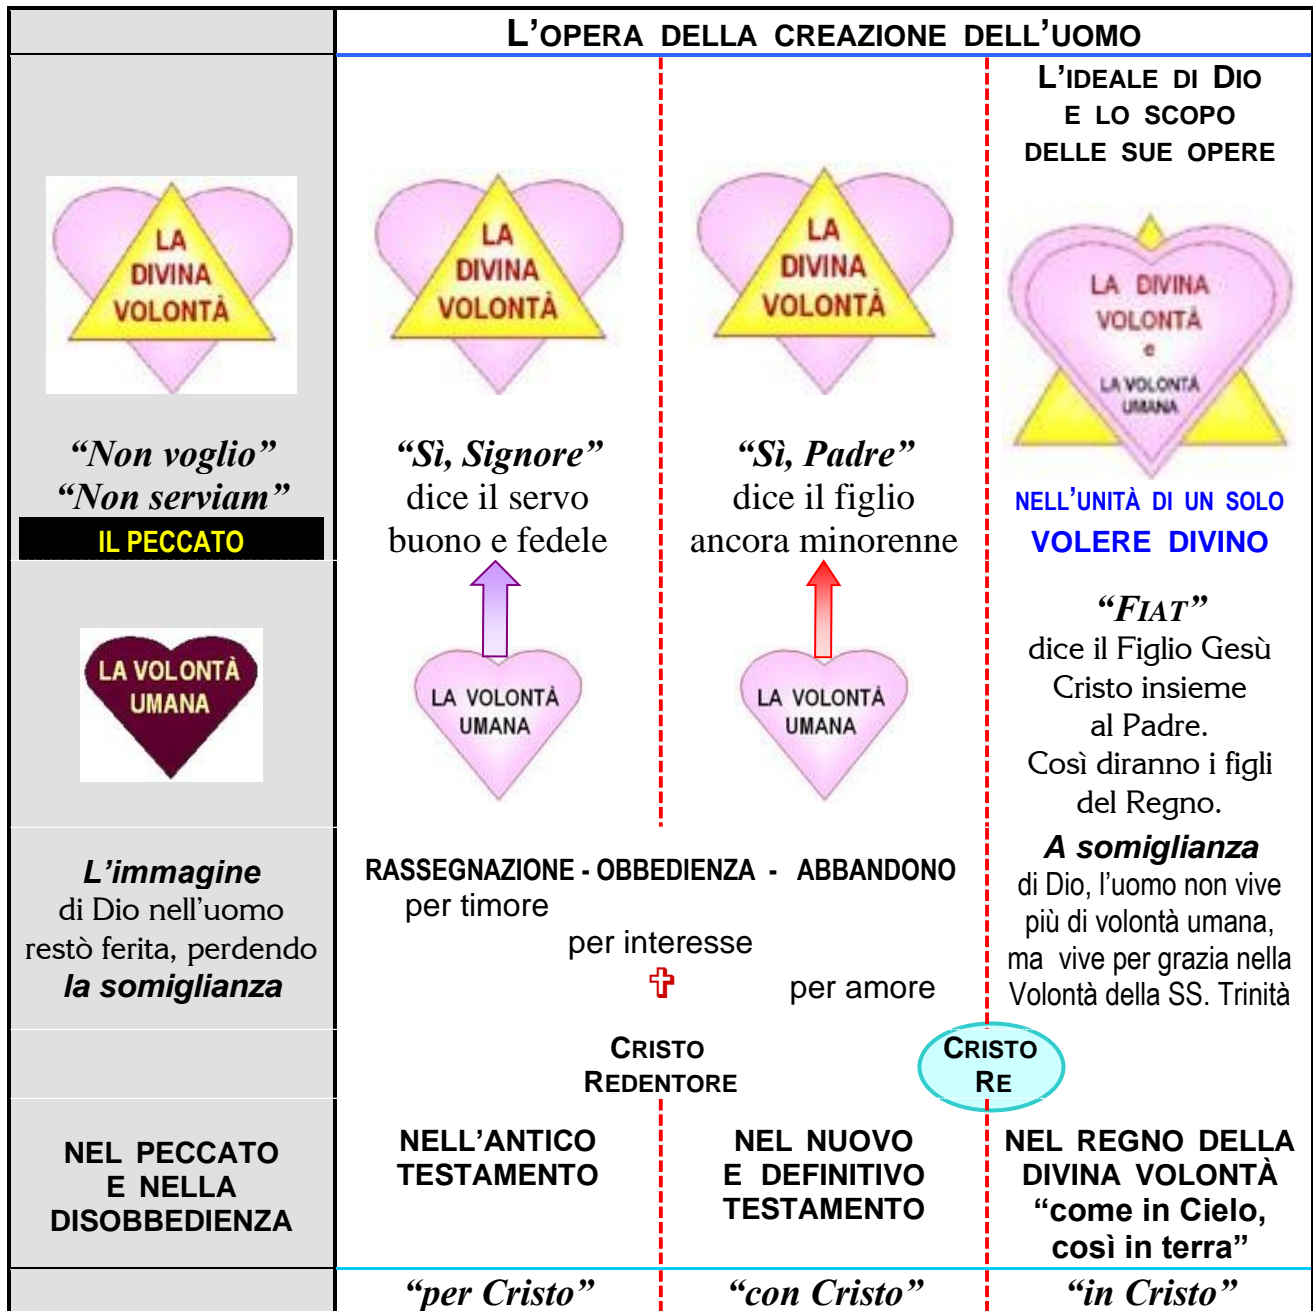 L'OPERA DELLA CREAZIONE DELL'UOMO
LA
DIVINA
VOLONTÀ
“Non voglio”
“Non serviam”
IL PECCATO
LA VOLONTÀ
UMANA
L'immagine
di Dio nell'uomo
restò ferita, perdendo
la somiglianza
NEL PECCATO
E NELLA
DISOBBEDIENZA
LA
DIVINA
VOLONTÀ
“Sì, Signore”
dice il servo
buono e fedele
LA VOLONTÀ
UMANA
LA
DIVINA
VOLONTÀ
“Sì, Padre”
dice il figlio
ancora minorenne
LA VOLONTÀ
UMANA
RASSEGNAZIONE - OBBEDIENZA - ABBANDONO
per timore
per interesse
✞
per amore
CRISTO
REDENTORE
CRISTO
RE
NELL'ANTICO
TESTAMENTO
“per Cristo”
NEL NUOVO
E DEFINITIVO
TESTAMENTO
“con Cristo”
L'IDEALE DI DIO
E LO SCOPO
DELLE SUE OPERE
LA DIVINA
VOLONTÀ
e
LA VOLONTÀ
UMANA
NELL'UNITÀ DI UN SOLO
VOLERE DIVINO
“FIAT”
dice il Figlio Gesù
Cristo insieme
al Padre.
Così diranno i figli
del Regno.
A somiglianza
di Dio, l'uomo non vive
più di volontà umana,
ma vive per grazia nella
Volontà della SS. Trinità
NEL REGNO DELLA
DIVINA VOLONTÀ
“come in Cielo,
così in terra”
“in Cristo”